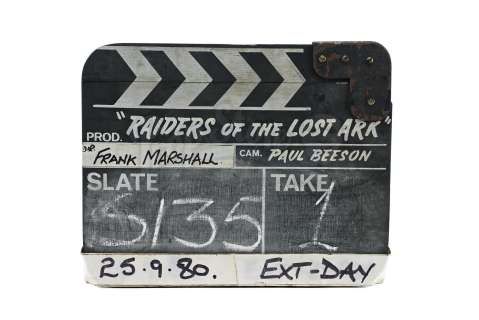 PROD. "RAIDERS OF THE LOST ARK"
DIR. FRANK MARSHALL CAM. PAUL BEESON
SLATE TAKE
S135 1
25.9.80. EXT-DAY